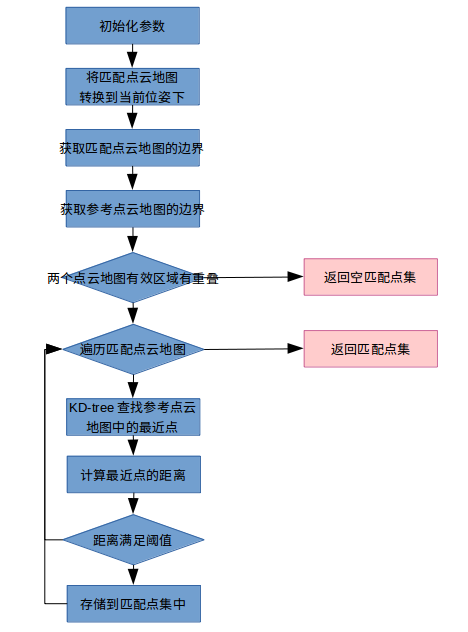 初始化参数
将匹配点云地图
转换到当前位姿下
获取匹配点云地图的边界
获取参考点云地图的边界
两个点云地图有效区域有重叠
返回空匹配点集
遍历匹配点云地图
返回匹配点集
KD-tree 查找参考点云
地图中的最近点
计算最近点的距离
距离满足阈值
存储到匹配点集中